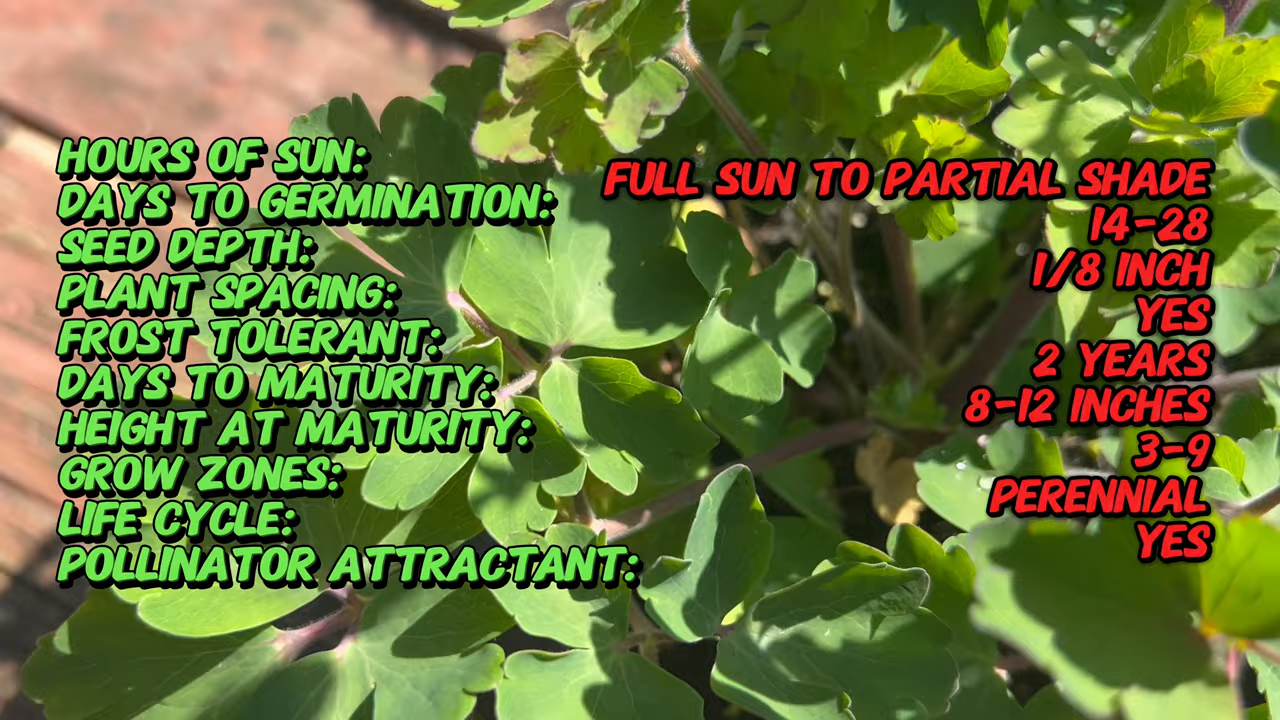 HOURS OF SUN:
FULL SUN TO PARTIAL SHADE
DAYS TO GERMINATION:
14-28
SEED DEPTH:
1/8 INCH
PLANT SPACING:
YES
FROST TOLERANT:
2 YEARS
DAYS TO MATURITY:
8-12 INCHES
HEIGHT AT MATURITY:
3-9
GROW ZONES:
PERENNIAL
LIFE CYCLE:
YES
POLLINATOR ATTRACTANT: